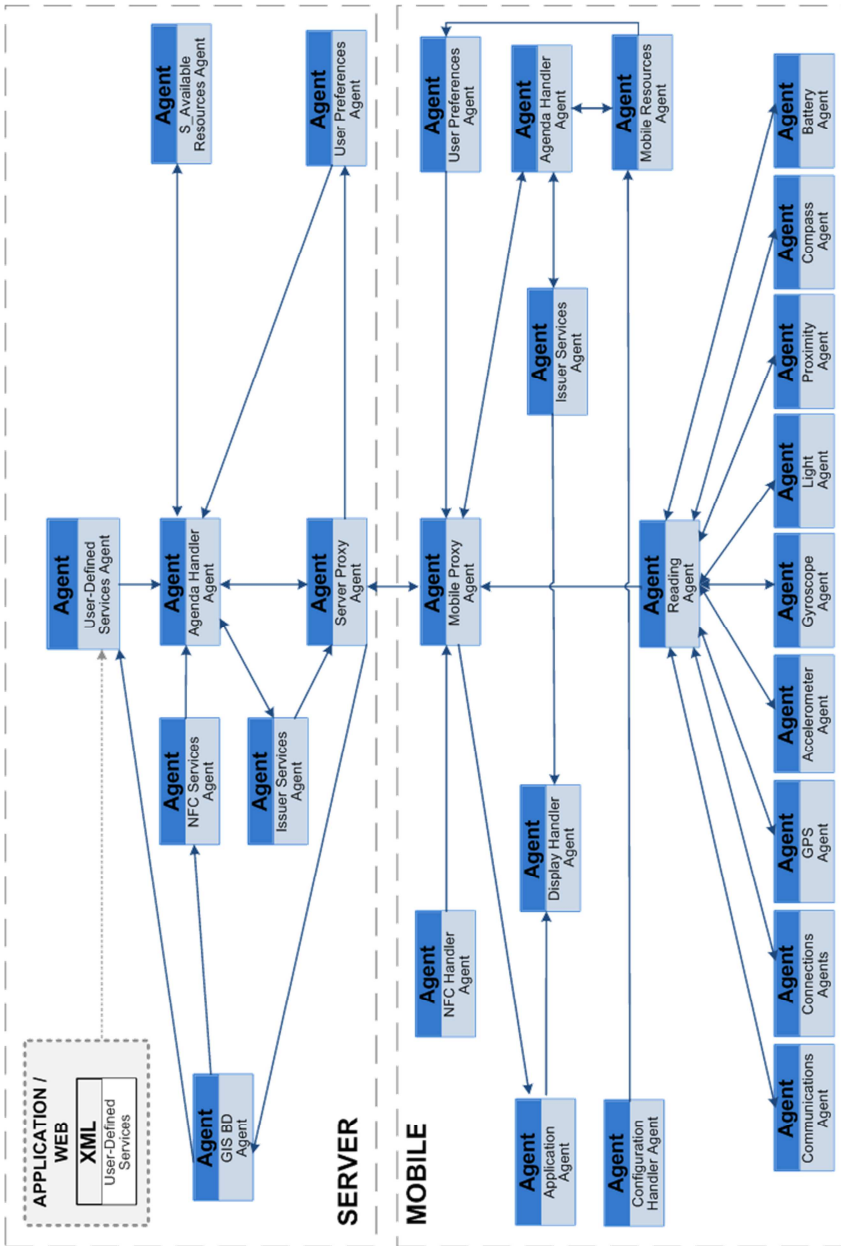 APPLICATION /
WEB
XML
User-Defined
Services
Agent
User-Defined
Services Agent
Agent
S_Available
Resources Agent
Agent
NFC Services
Agent
Agent
Agenda Handler
Agent
Agent
GIS BD
Agent
Agent
Issuer Services
Agent
Agent
Server Proxy
Agent
Agent
User Preferences
Agent
SERVER
MOBILE
Agent
NFC Handler
Agent
Agent
Mobile Proxy
Agent
Agent
User Preferences
Agent
Agent
Application
Agent
Agent
Display Handler
Agent
Agent
Issuer Services
Agent
Agent
Agenda Handler
Agent
Agent
Configuration
Handler Agent
Agent
Reading
Agent
Agent
Mobile Resources
Agent
Agent
Communications
Agent
Agent
Connections
Agents
Agent
GPS
Agent
Agent
Accelerometer
Agent
Agent
Gyroscope
Agent
Agent
Light
Agent
Agent
Proximity
Agent
Agent
Compass
Agent
Agent
Battery
Agent